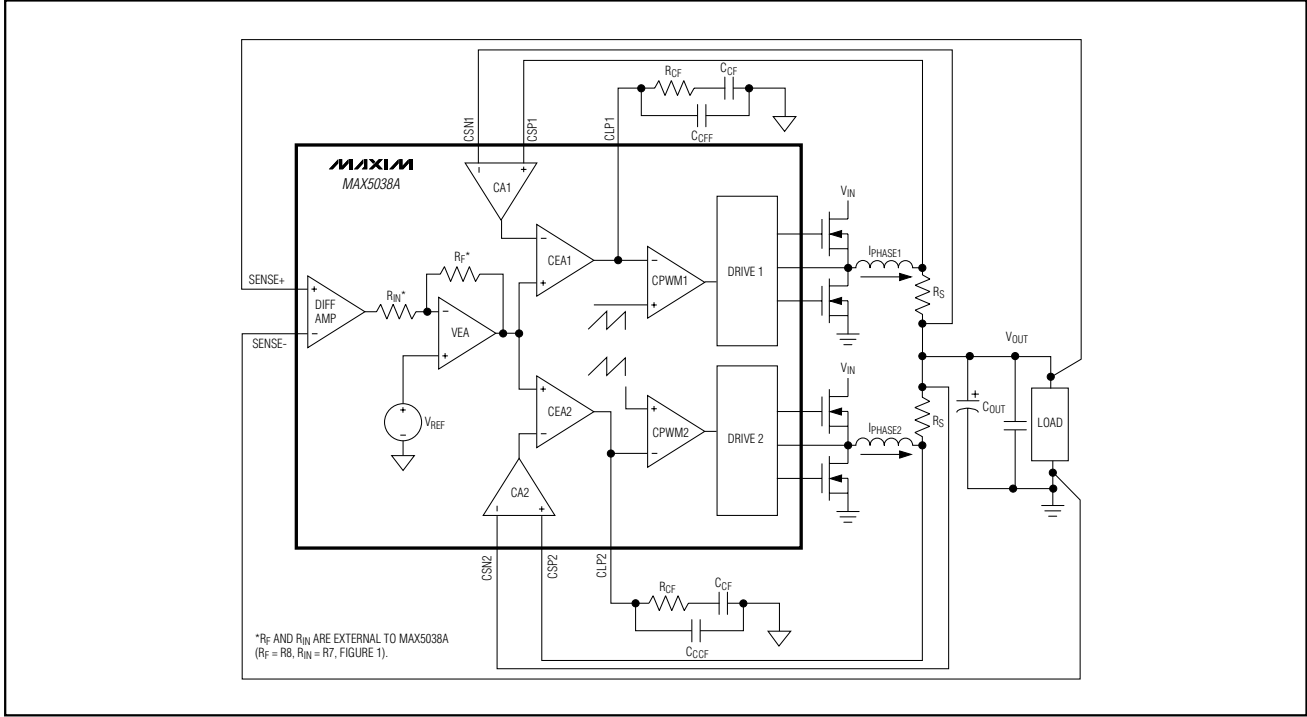 RCF
CCF
CCFF
CSN1
CSP1
CLP1
MAXIM
MAX5038A
CA1
VIN
RF*
CEA1
CPWM1
DRIVE 1
IPHASE1
RS
SENSE+
DIFF
AMP
RIN*
VEA
SENSE-
VOUT
VIN
VREF
CEA2
CPWM2
DRIVE 2
IPHASE2
RS
COUT
LOAD
CA2
CSN2
CSP2
CLP2
RCF
CCF
CCCF
*RF AND RIN ARE EXTERNAL TO MAX5038A
(RF = R8, RIN = R7, FIGURE 1).